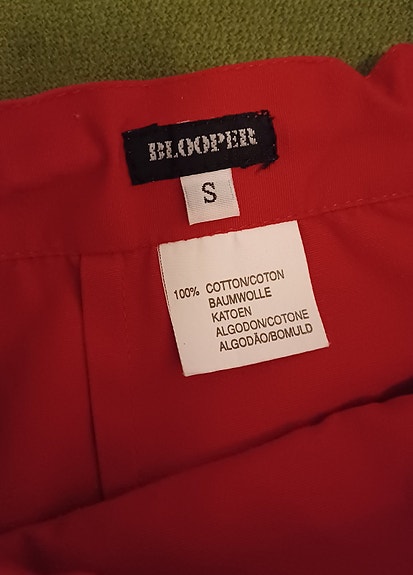 BLOOPER
S
100% COTTON/COTON
BAUMWOLLE
KATOEN
ALGODON/COTONE
ALGODÃO/BOMULD